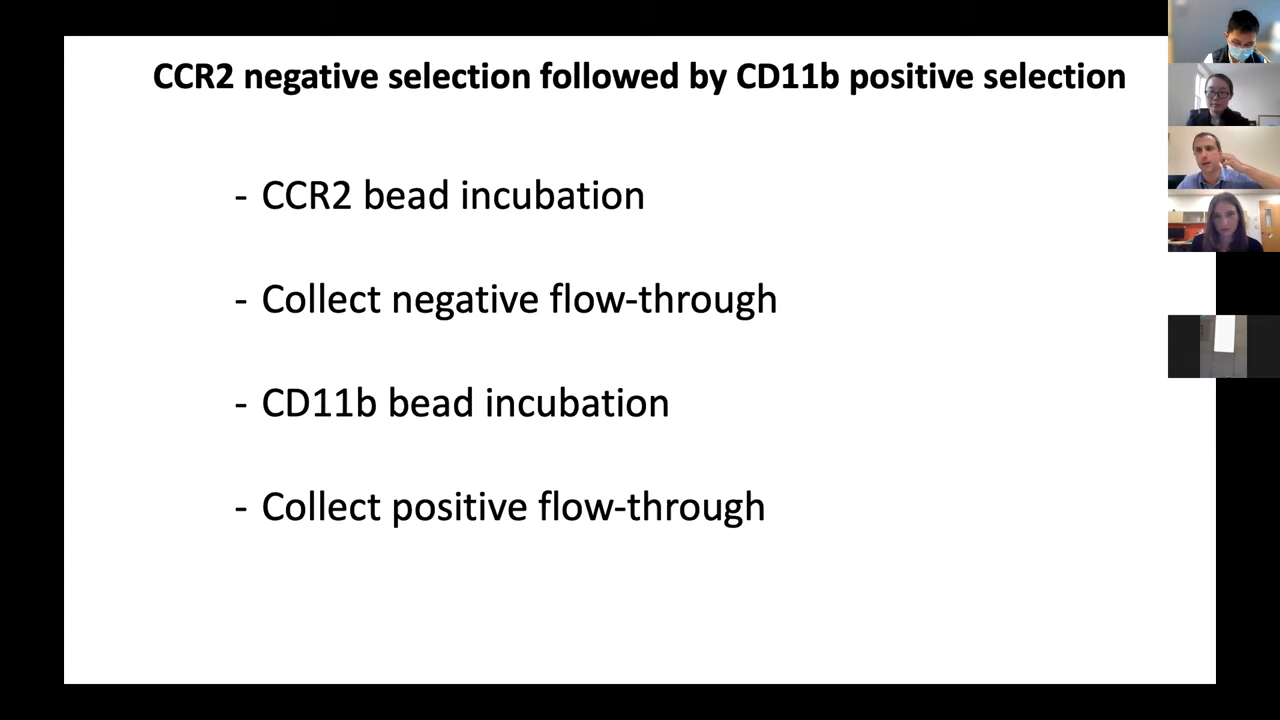 CCR2 negative selection followed by CD11b positive selection
- CCR2 bead incubation
- Collect negative flow-through
- CD11b bead incubation
- Collect positive flow-through